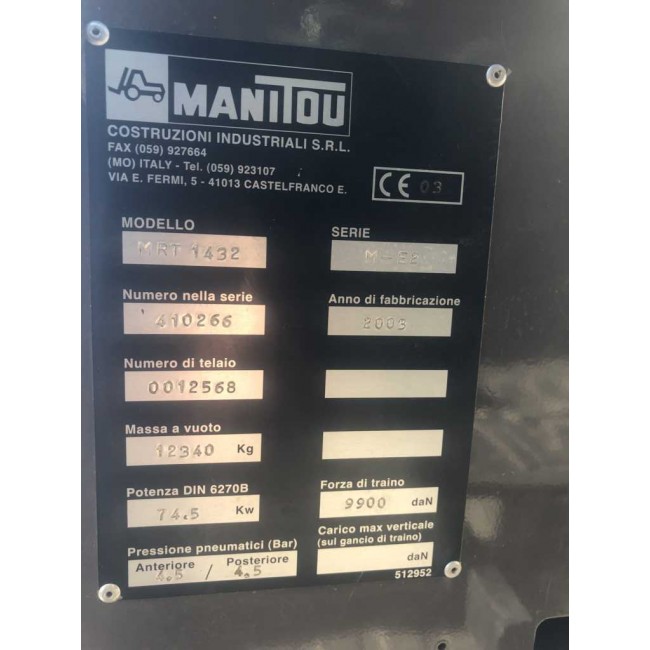 MANITOU
COSTRUZIONI INDUSTRIALI S.R.L.
FAX (059) 927664
(MO) ITALY - Tel. (059) 923107
VIA E. FERMI, 5 - 41013 CASTELFRANCO E.
CE 03
MODELLO
MRT 1432
SERIE
Numero nella serie
410266
Anno di fabbricazione
2003
Numero di telaio
0012568
Massa a vuoto
12340 Kg
Potenza DIN 6270B
74.5 Kw
Forza di traino
9900 daN
Pressione pneumatici (Bar)
Anteriore / Posteriore
4.5 4.5
Carico max verticale
(sul gancio di traino)
daN
512952